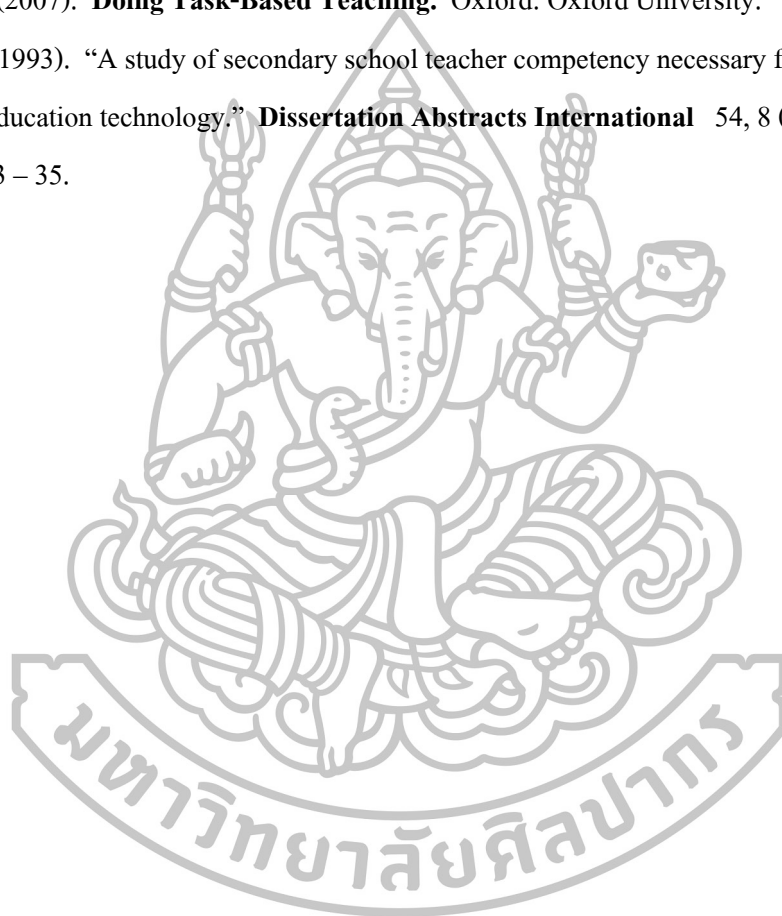 (2007). Doing Task-Based Teaching. Oxford: Oxford University.
1993). “A study of secondary school teacher competency necessary f
ducation technology.” Dissertation Abstracts International 54, 8
– 35.
มหาวิทยาลัยศิลปากร